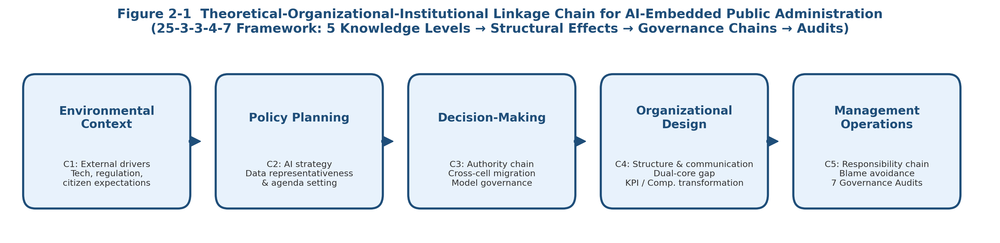 Figure 2-1  Theoretical-Organizational-Institutional Linkage Chain for AI-Embedded Public Administration
(25-3-3-4-7 Framework: 5 Knowledge Levels → Structural Effects → Governance Chains → Audits)
Environmental
Context
C1: External drivers
Tech, regulation,
citizen expectations
Policy Planning
C2: AI strategy
Data representativeness
& agenda setting
Decision-Making
C3: Authority chain
Cross-cell migration
Model governance
Organizational
Design
C4: Structure & communication
Dual-core gap
KPI / Comp. transformation
Management
Operations
C5: Responsibility chain
Blame avoidance
7 Governance Audits